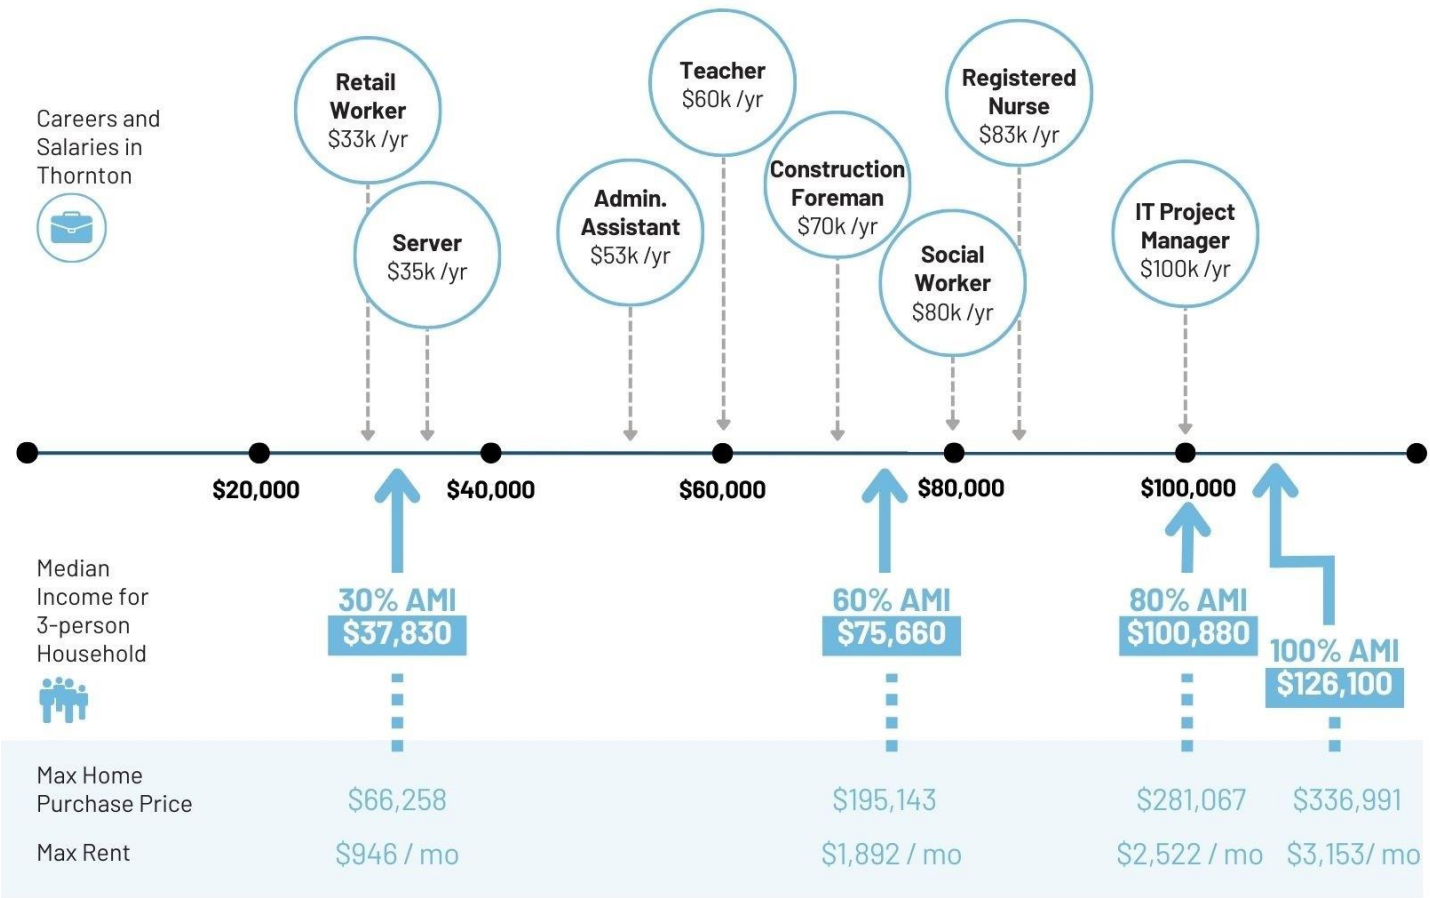 Careers and
Salaries in
Thornton
Retail
Worker
$33k /yr
Server
$35k /yr
Admin.
Assistant
$53k /yr
Teacher
$60k /yr
Construction
Foreman
$70k /yr
Social
Worker
$80k /yr
Registered
Nurse
$83k /yr
IT Project
Manager
$100k /yr
$20,000
$40,000
$60,000
$80,000
$100,000
Median
Income for
3-person
Household
30% AMI
$37,830
60% AMI
$75,660
80% AMI
$100,880
100% AMI
$126,100
Max Home
Purchase Price
$66,258
$195,143
$281,067
$336,991
Max Rent
$946 / mo
$1,892 / mo
$2,522 / mo
$3,153/ mo